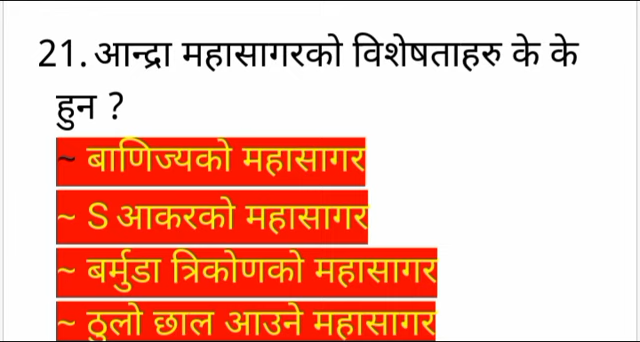 21. आन्द्रा महासागरको विशेषताहरु के के
हुन ?
~ बाणिज्यको महासागर
~ S आकरको महासागर
~ बर्मुडा त्रिकोणको महासागर
~ ठुलो छाल आउने महासागर